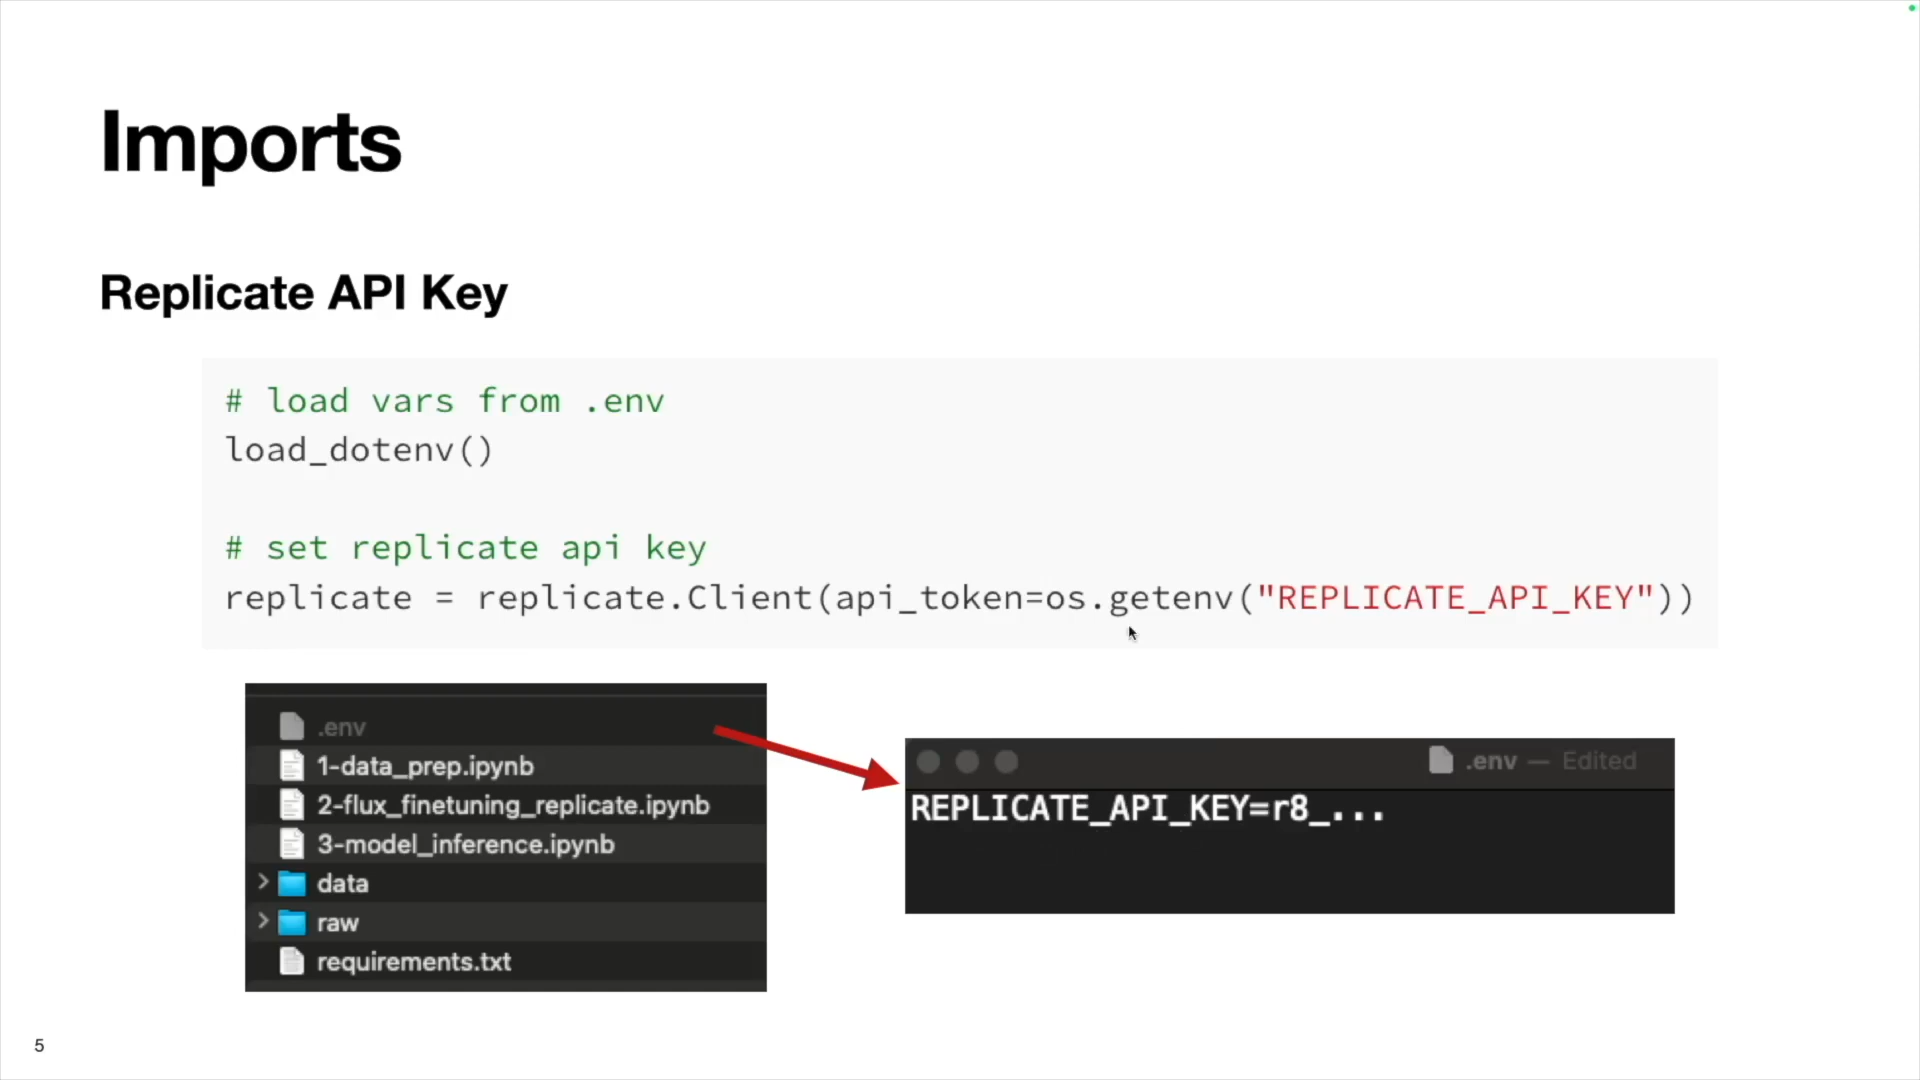 Imports
Replicate API Key
# load vars from .env
load_dotenv()
# set replicate api key
replicate = replicate.Client(api_token=os.getenv("REPLICATE_API_KEY"))
.env
1-data_prep.ipynb
2-flux_finetuning_replicate.ipynb
3-model_inference.ipynb
data
raw
requirements.txt
.env — Edited
REPLICATE_API_KEY=r8_...
5